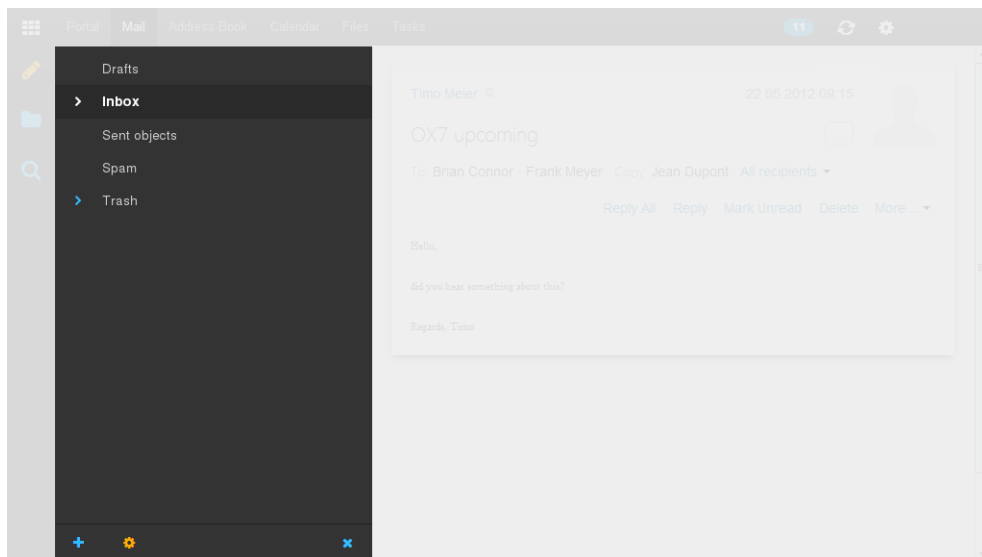 Portal Mail Address Book Calendar Files Tasks 11
Drafts
Inbox
Sent objects
Spam
Trash
Timo Meier 22.05.2012 09:15
OX7 upcoming
To Brian Connor · Frank Meyer Copy Jean Dupont All recipients
Reply All Reply Mark Unread Delete More ...
Hello,
did you hear something about this?
Regards, Timo